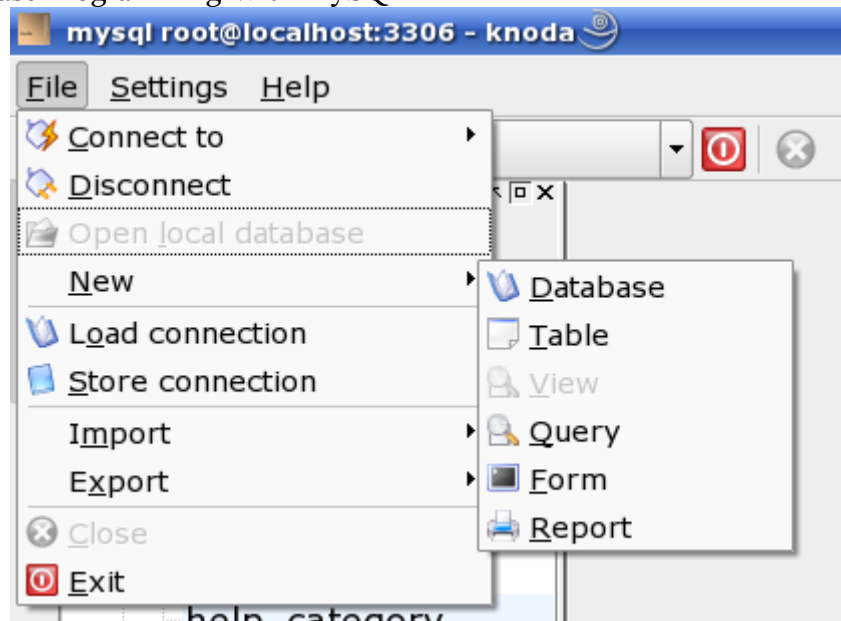 mysql root@localhost:3306 - knoda
File Settings Help
Connect to
Disconnect
Open local database
New
Load connection
Store connection
Import
Export
Close
Exit
Database
Table
View
Query
Form
Report
help_category